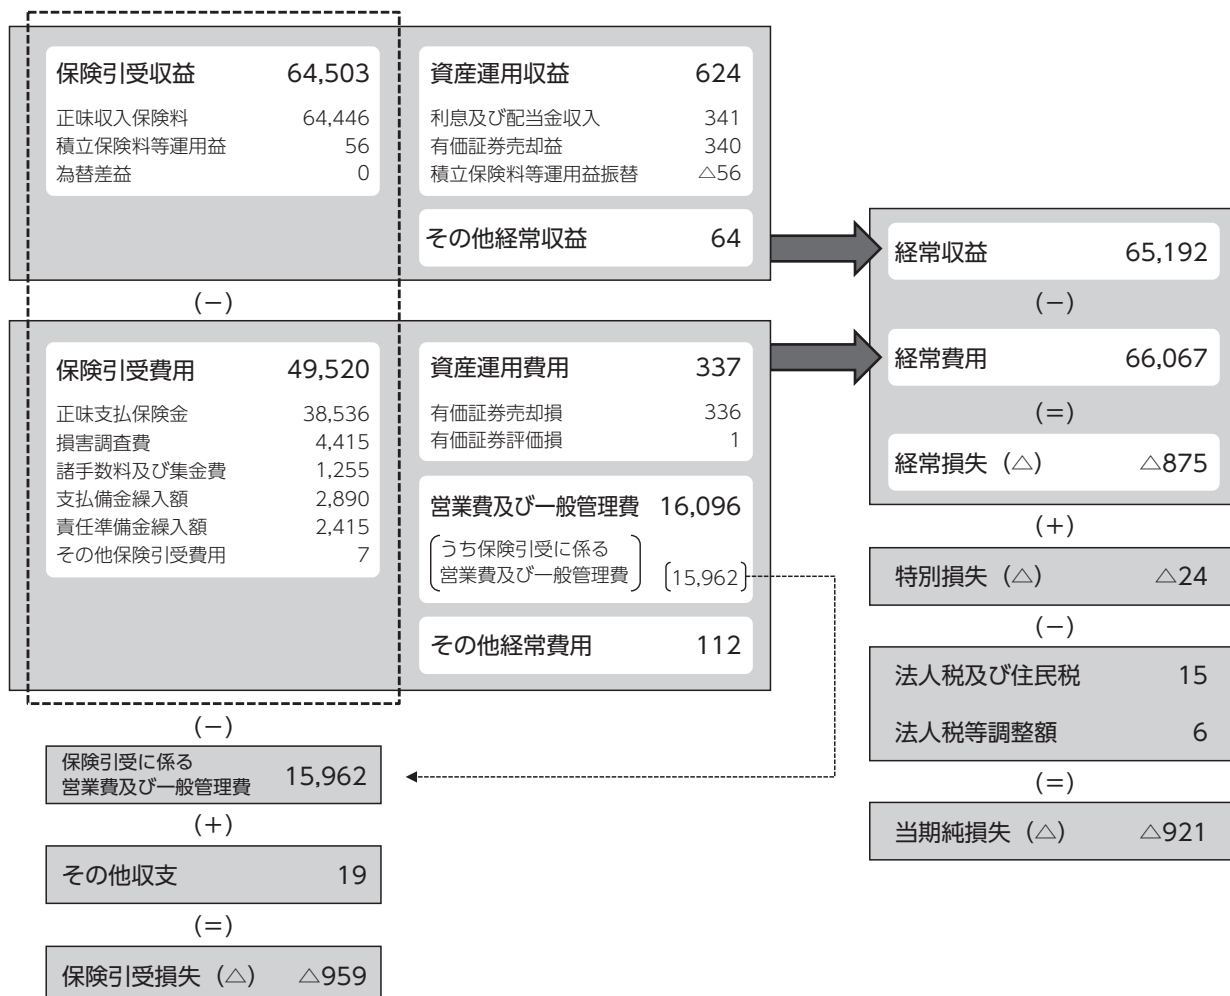 保険引受収益 64,503
正味収入保険料 64,446
積立保険料等運用益 56
為替差益 0
資産運用収益 624
利息及び配当金収入 341
有価証券売却益 340
積立保険料等運用益振替 △56
その他経常収益 64
(−)
保険引受費用 49,520
正味支払保険金 38,536
損害調査費 4,415
諸手数料及び集金費 1,255
支払備金繰入額 2,890
責任準備金繰入額 2,415
その他保険引受費用 7
資産運用費用 337
有価証券売却損 336
有価証券評価損 1
営業費及び一般管理費 16,096
うち保険引受に係る
営業費及び一般管理費 [15,962]
その他経常費用 112
(−)
保険引受に係る
営業費及び一般管理費 15,962
(+)
その他収支 19
(=)
保険引受損失（△） △959
経常収益 65,192
(−)
経常費用 66,067
(=)
経常損失（△） △875
(+)
特別損失（△） △24
(−)
法人税及び住民税 15
法人税等調整額 6
(=)
当期純損失（△） △921